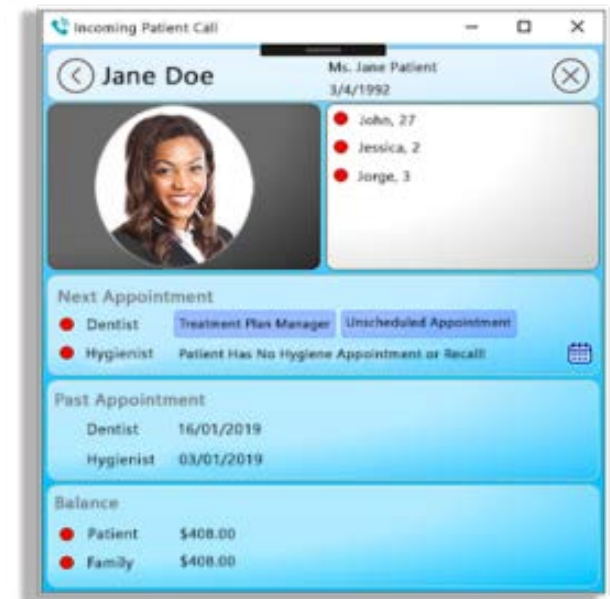 Incoming Patient Call
Jane Doe
Ms. Jane Patient
3/4/1992
John, 27
Jessica, 2
Jorge, 3
Next Appointment
Dentist Treatment Plan Manager Unscheduled Appointment
Hygienist Patient Has No Hygiene Appointment or Recall!
Past Appointment
Dentist 16/01/2019
Hygienist 03/01/2019
Balance
Patient $408.00
Family $408.00